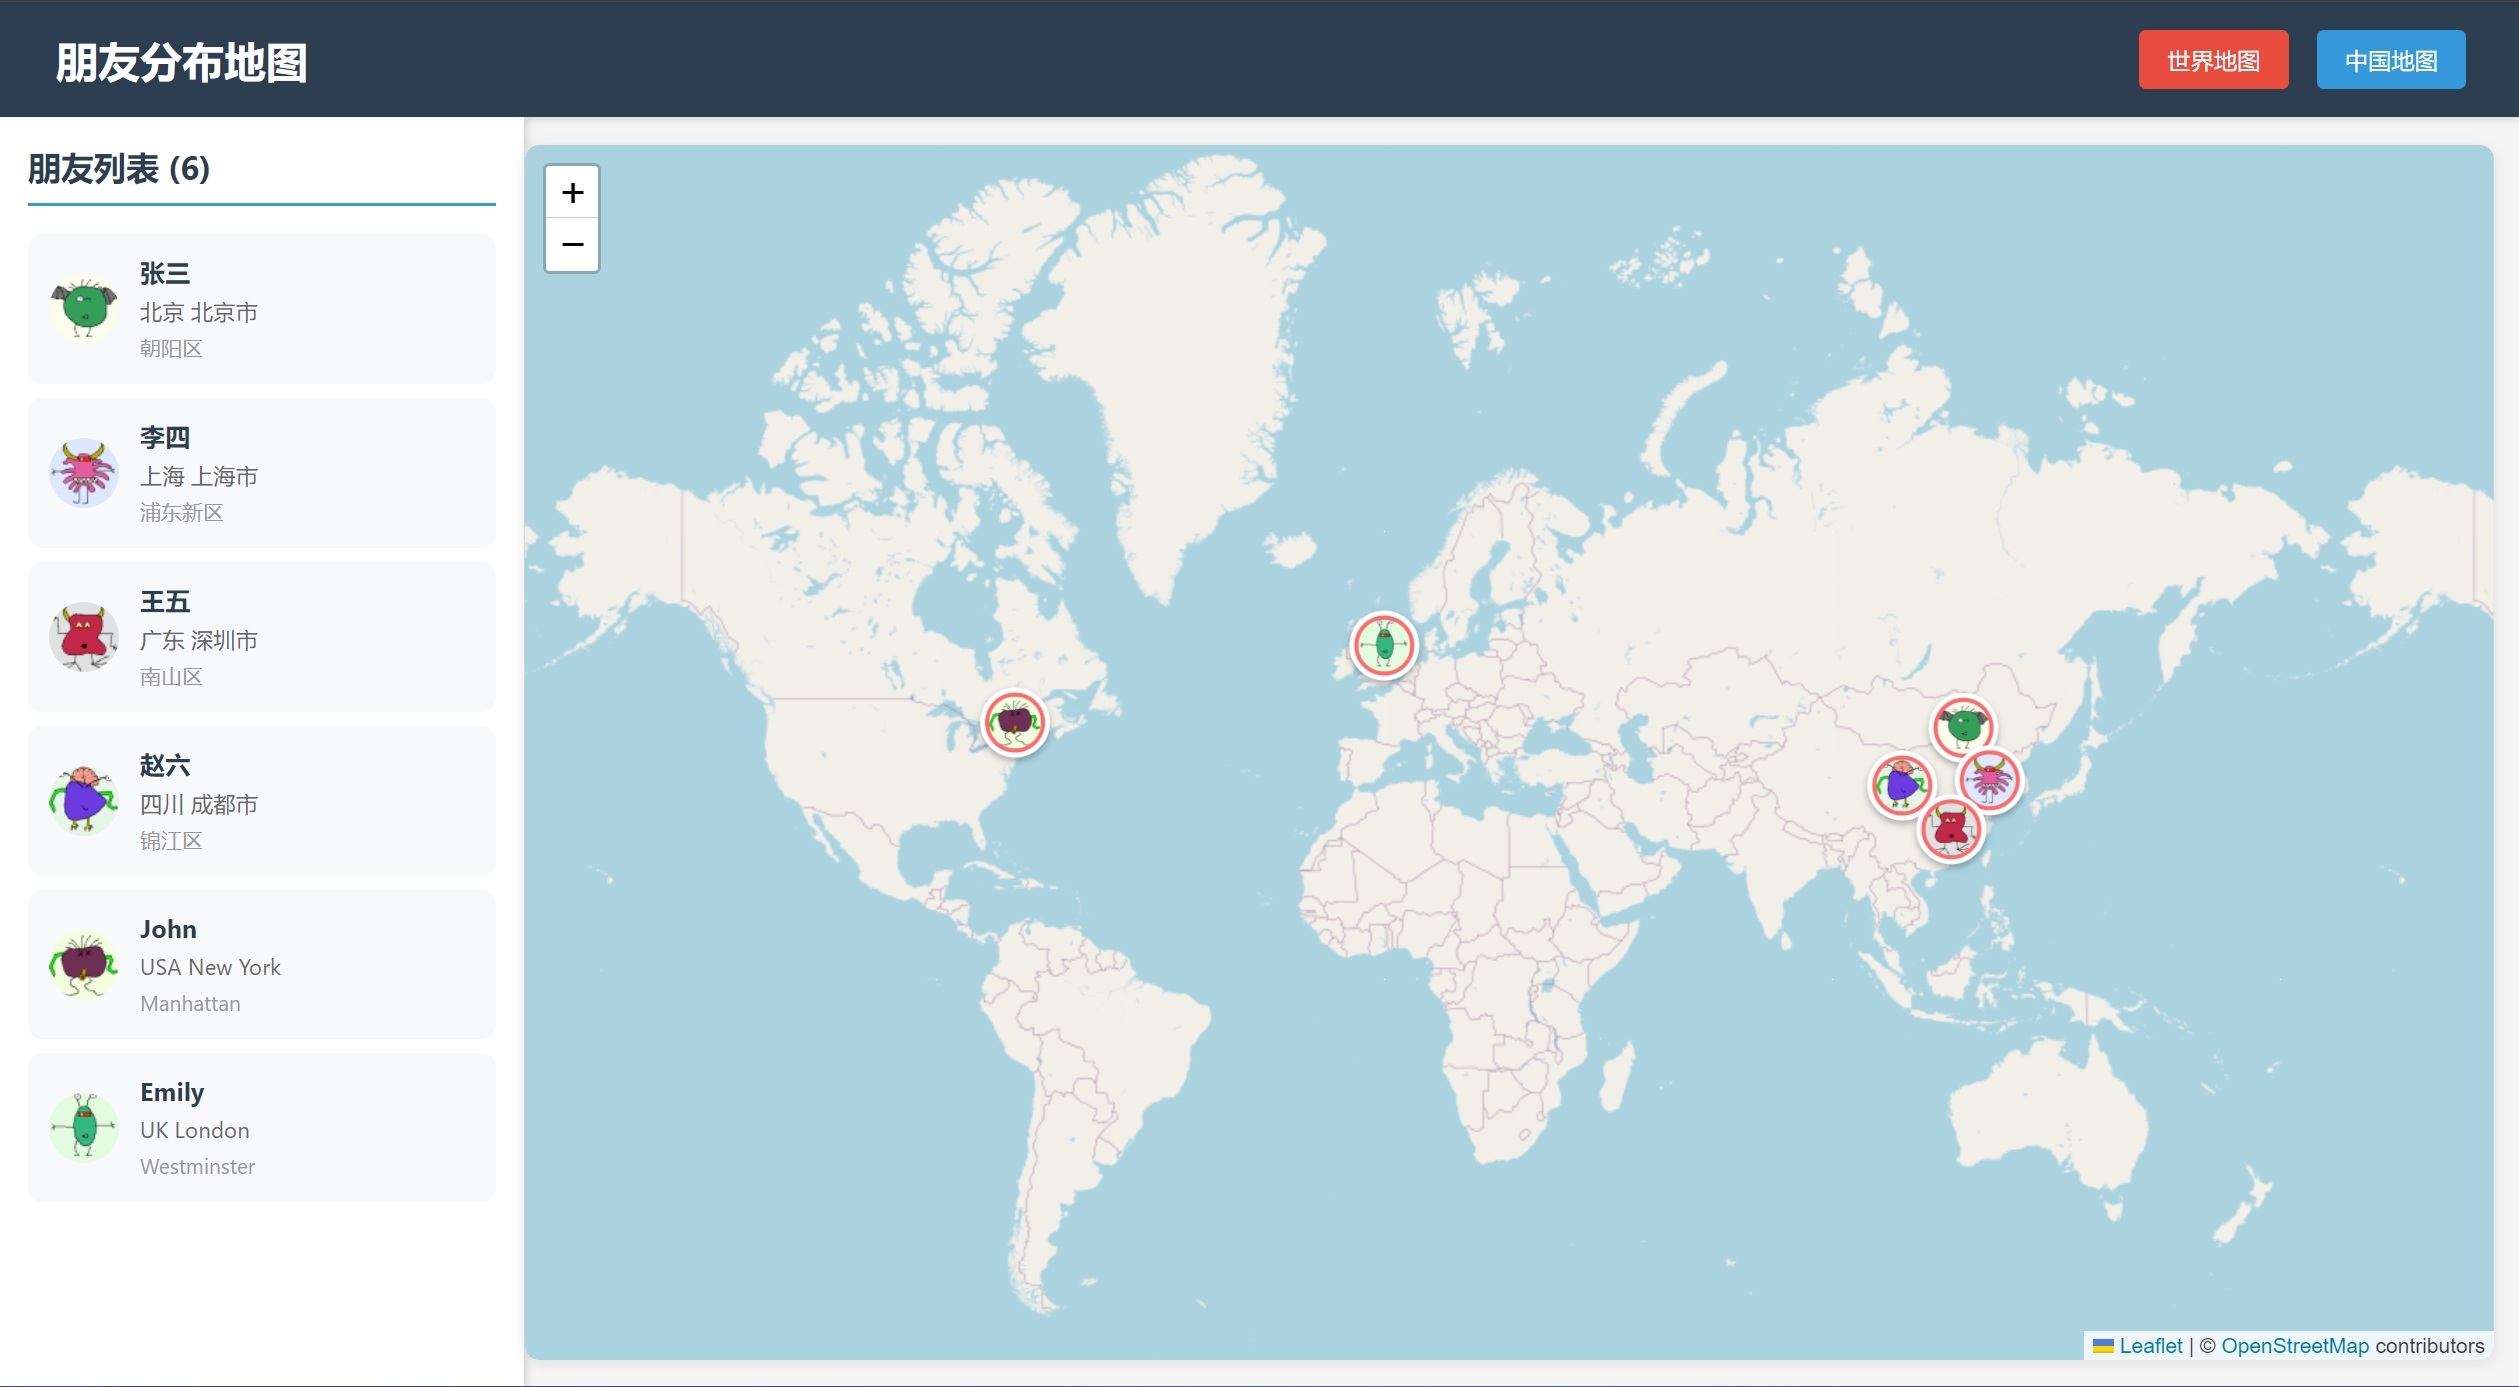 朋友分布地图
世界地图
中国地图
朋友列表 (6)
张三
北京 北京市
朝阳区
李四
上海 上海市
浦东新区
王五
广东 深圳市
南山区
赵六
四川 成都市
锦江区
John
USA New York
Manhattan
Emily
UK London
Westminster
+
−
Leaflet | © OpenStreetMap contributors